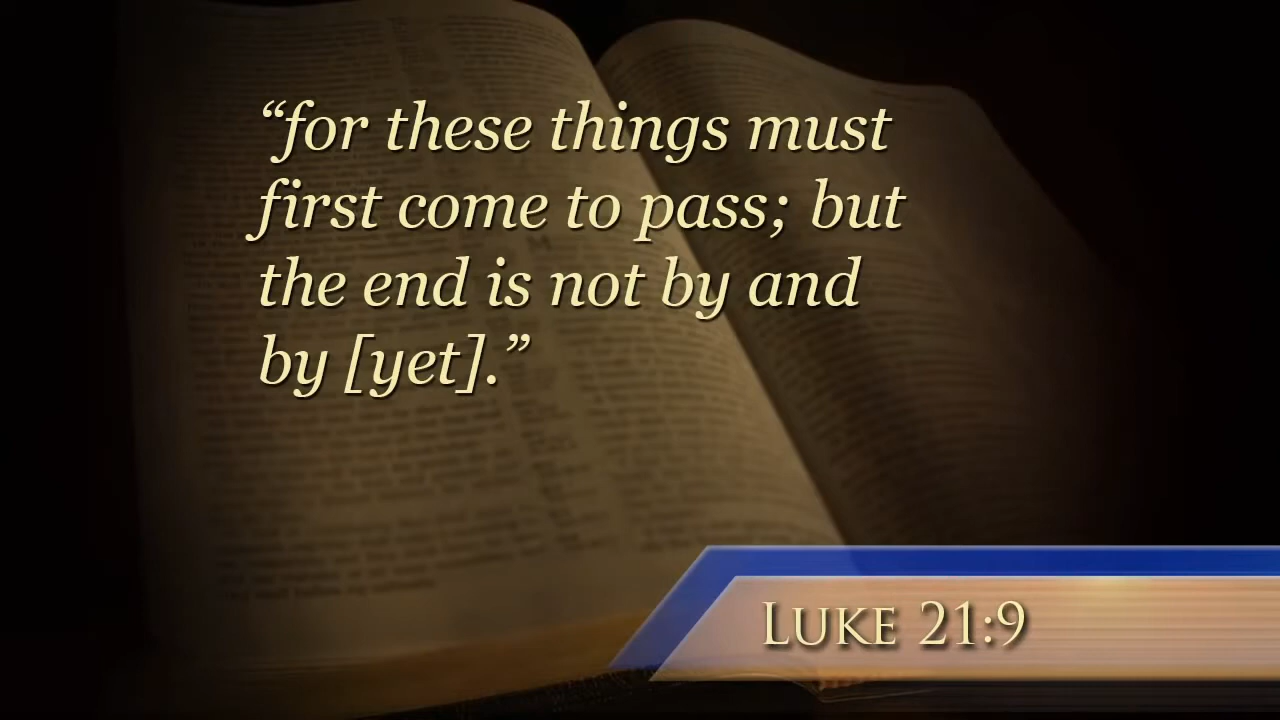 “for these things must
first come to pass; but
the end is not by and
by [yet].”
LUKE 21:9